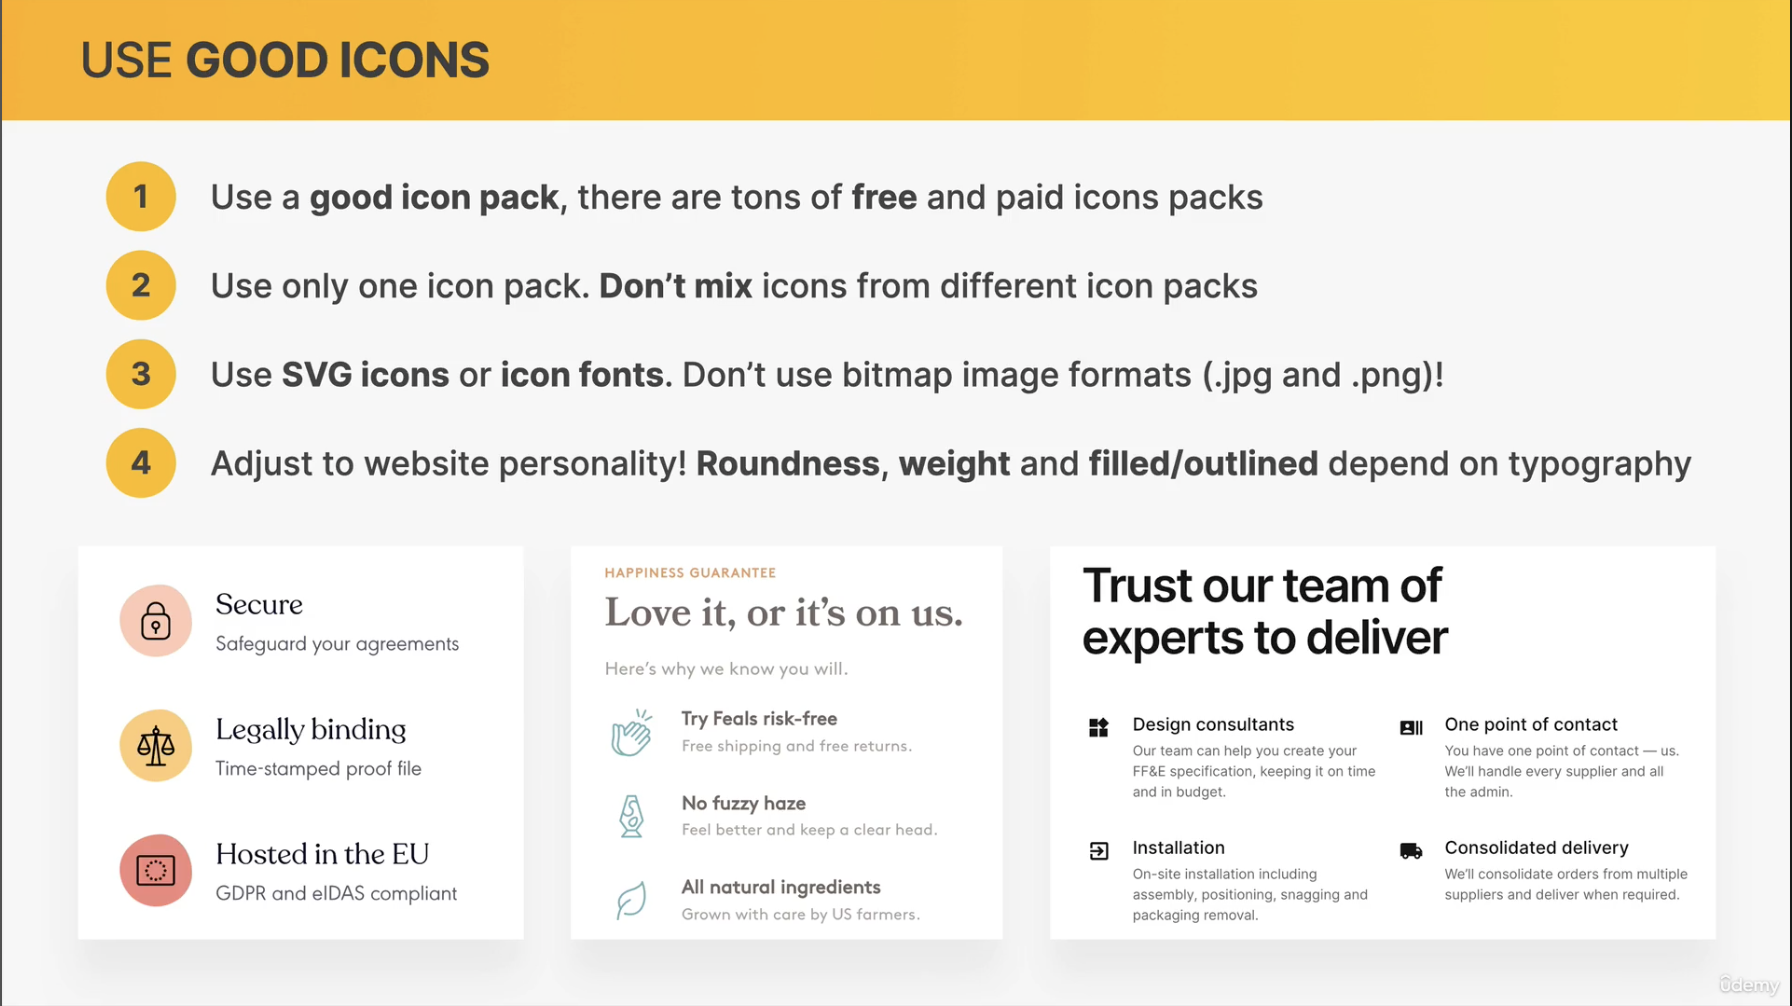 USE GOOD ICONS
1
Use a good icon pack, there are tons of free and paid icons packs
2
Use only one icon pack. Don’t mix icons from different icon packs
3
Use SVG icons or icon fonts. Don’t use bitmap image formats (.jpg and .png)!
4
Adjust to website personality! Roundness, weight and filled/outlined depend on typography
Secure
Safeguard your agreements
Legally binding
Time-stamped proof file
Hosted in the EU
GDPR and eIDAS compliant
HAPPINESS GUARANTEE
Love it, or it’s on us.
Here’s why we know you will.
Try Feals risk-free
Free shipping and free returns.
No fuzzy haze
Feel better and keep a clear head.
All natural ingredients
Grown with care by US farmers.
Trust our team of
experts to deliver
Design consultants
Our team can help you create your
FF&E specification, keeping it on time
and in budget.
One point of contact
You have one point of contact — us.
We’ll handle every supplier and all
the admin.
Installation
On-site installation including
assembly, positioning, snagging and
packaging removal.
Consolidated delivery
We’ll consolidate orders from multiple
suppliers and deliver when required.
ûdemy